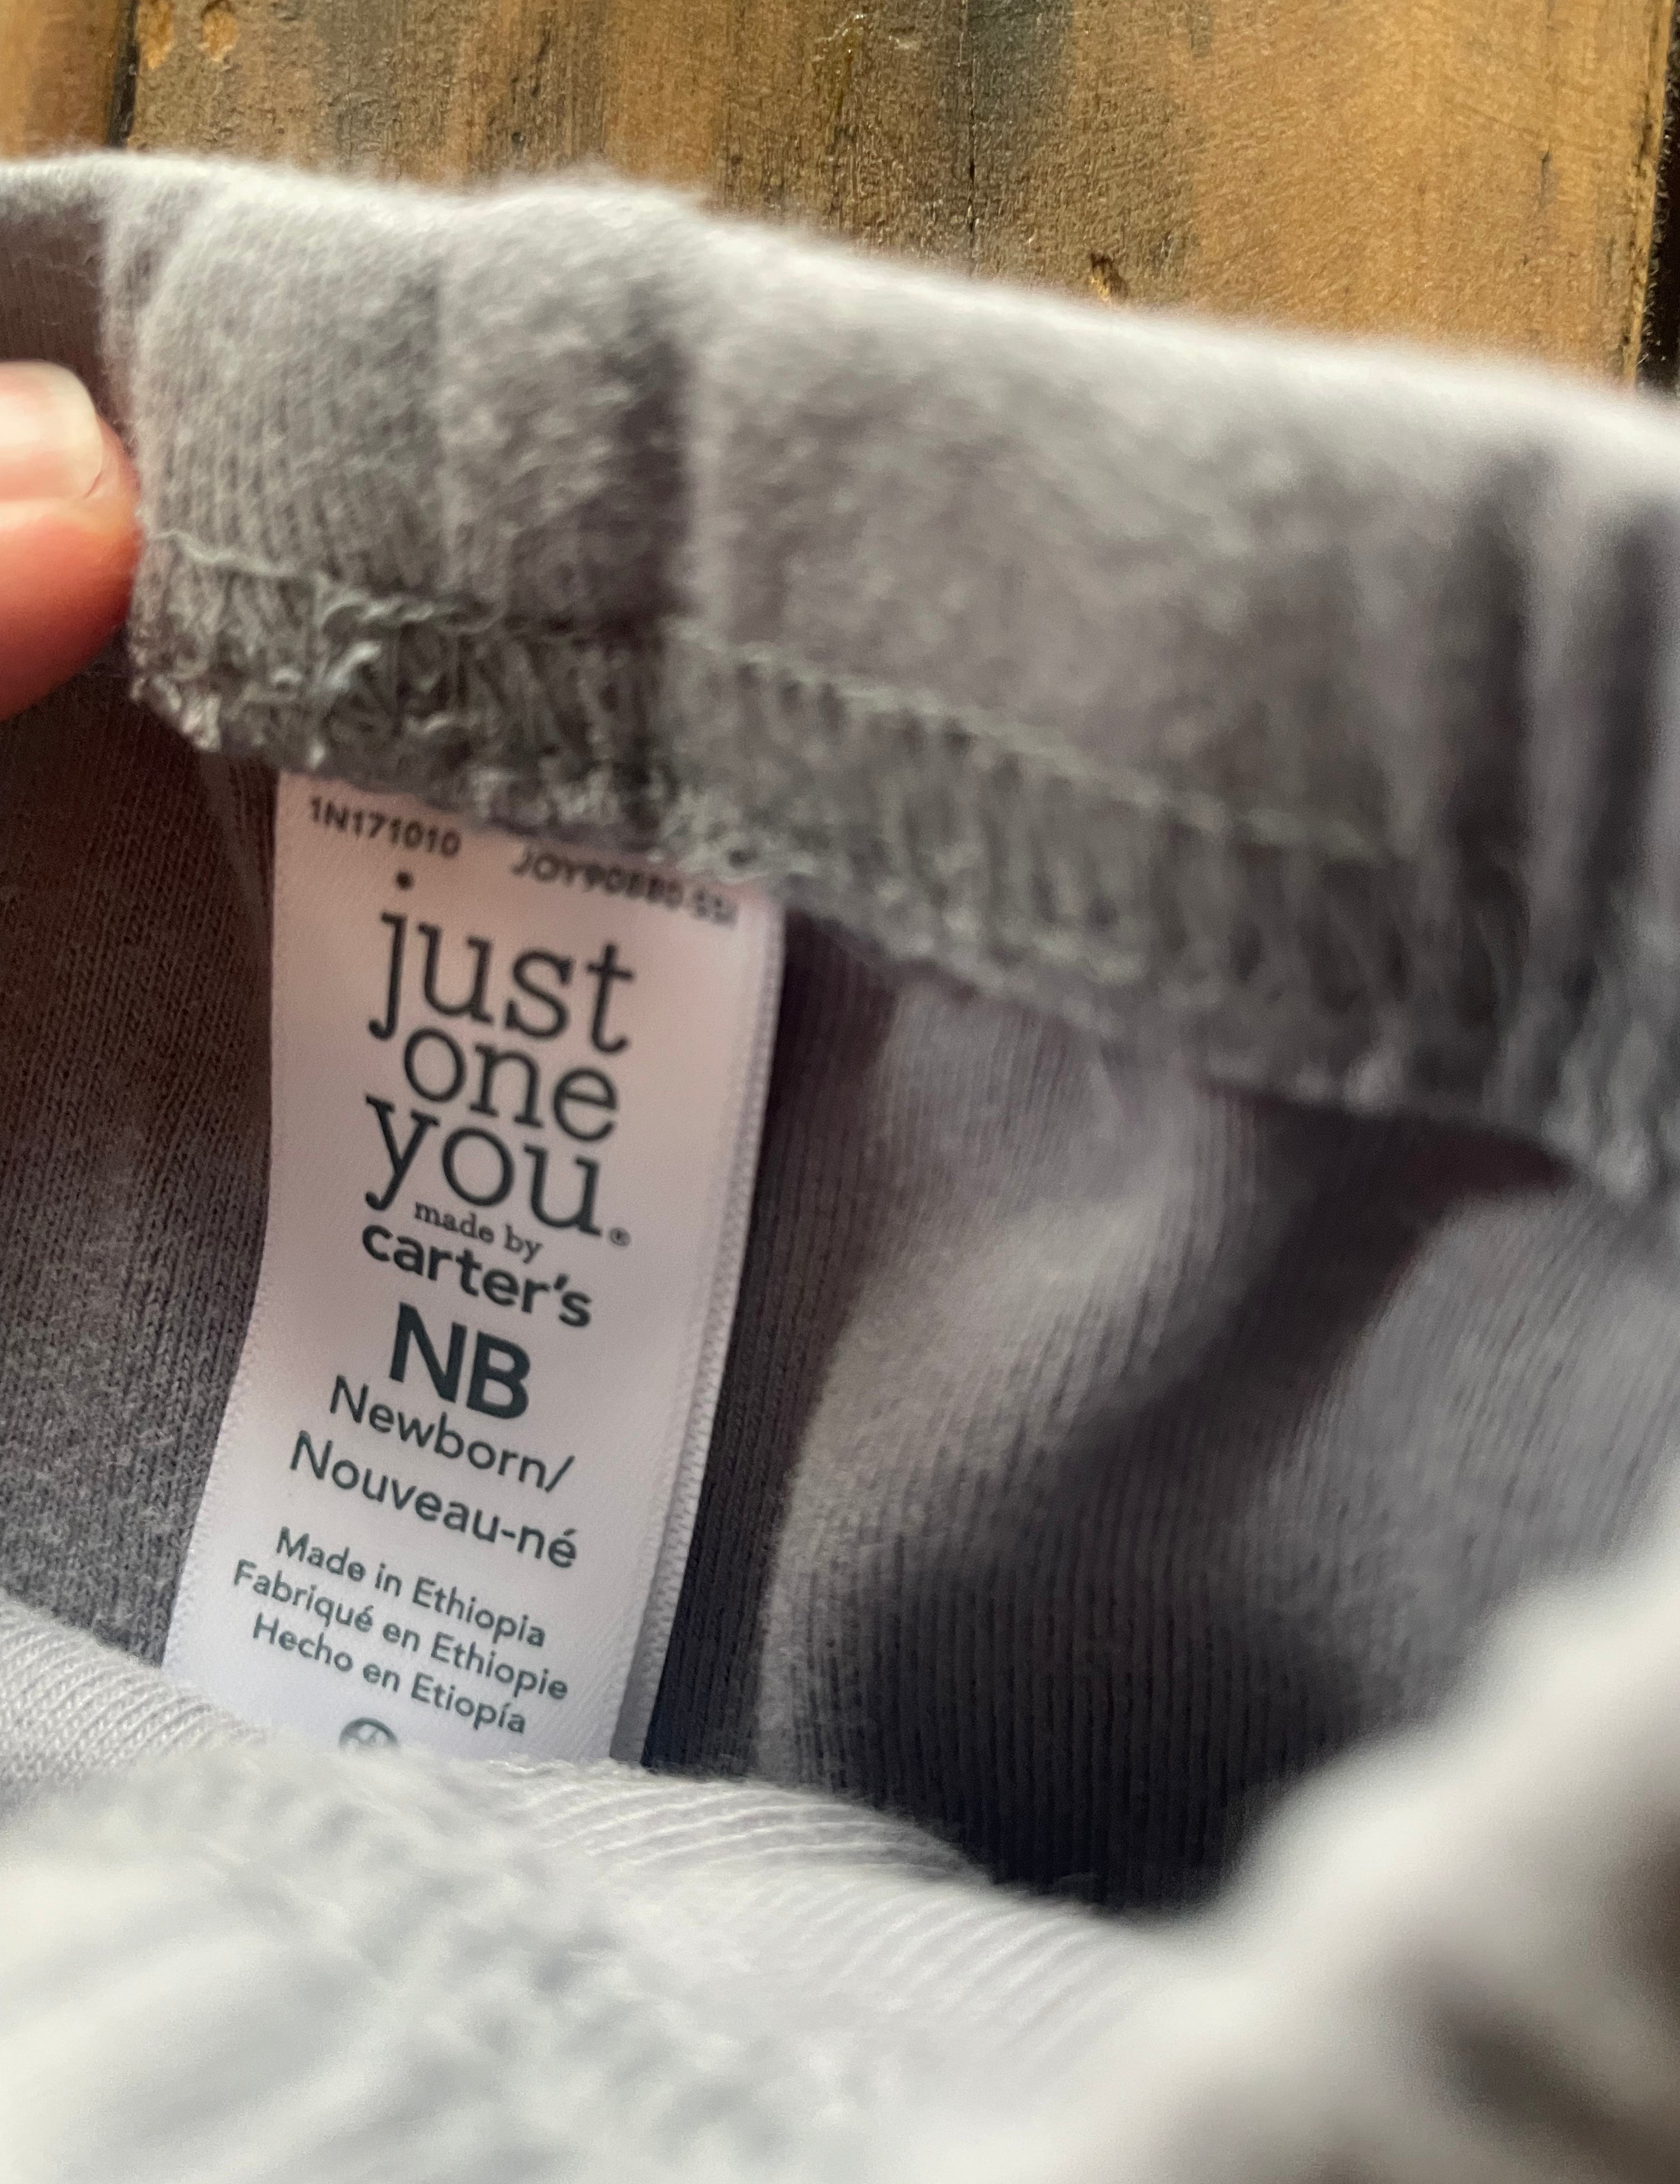 1N171010
just
one
you®
made by
carter's
NB
Newborn/
Nouveau-né
Made in Ethiopia
Fabriqué en Ethiopie
Hecho en Etiopía